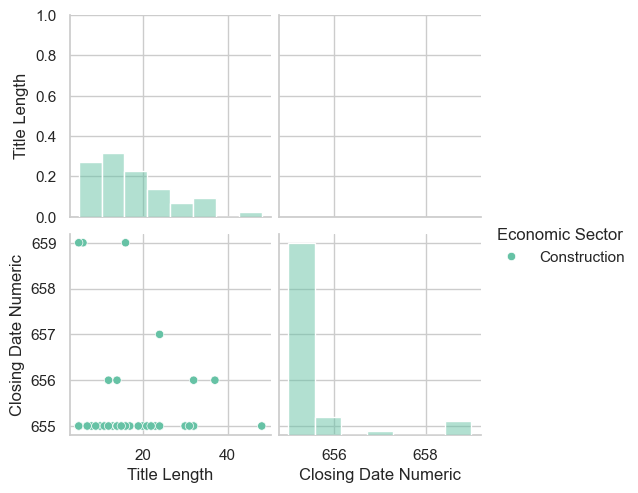 1.0
0.8
0.6
0.4
0.2
0.0
Title Length
659
658
657
656
655
Closing Date Numeric
20
40
Title Length
656
658
Closing Date Numeric
Economic Sector
Construction